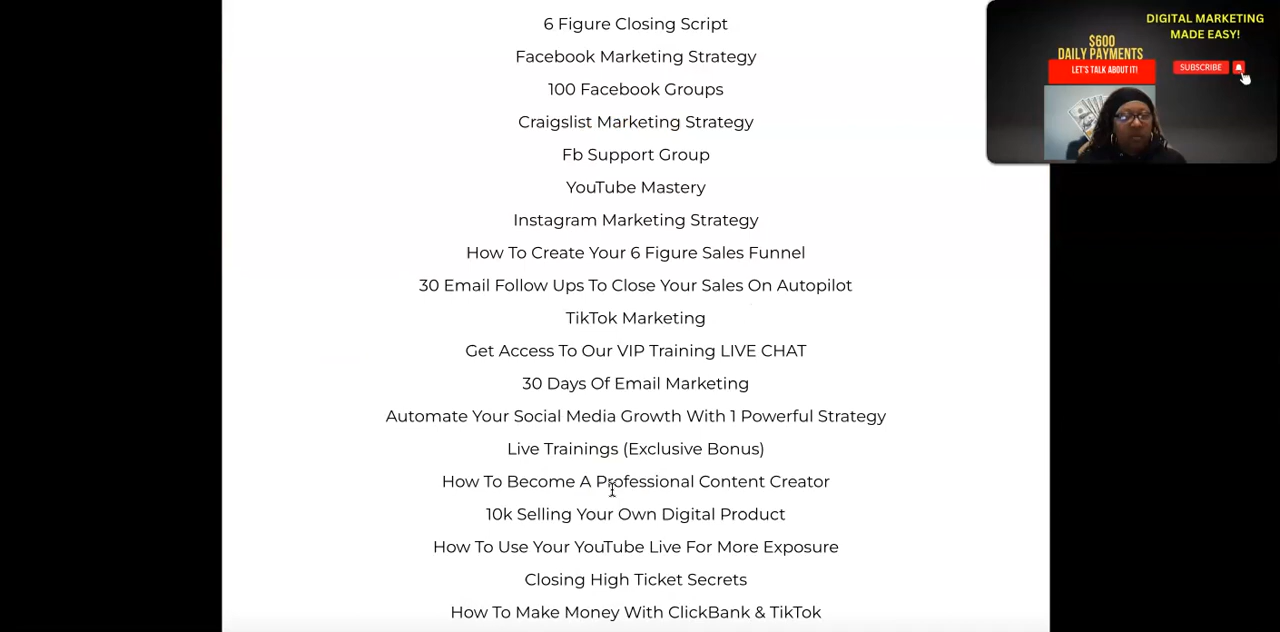 6 Figure Closing Script
Facebook Marketing Strategy
100 Facebook Groups
Craigslist Marketing Strategy
Fb Support Group
YouTube Mastery
Instagram Marketing Strategy
How To Create Your 6 Figure Sales Funnel
30 Email Follow Ups To Close Your Sales On Autopilot
TikTok Marketing
Get Access To Our VIP Training LIVE CHAT
30 Days Of Email Marketing
Automate Your Social Media Growth With 1 Powerful Strategy
Live Trainings (Exclusive Bonus)
How To Become A Professional Content Creator
10k Selling Your Own Digital Product
How To Use Your YouTube Live For More Exposure
Closing High Ticket Secrets
How To Make Money With ClickBank & TikTok
DIGITAL MARKETING
MADE EASY!
$600
DAILY PAYMENTS
LET'S TALK ABOUT IT!
SUBSCRIBE